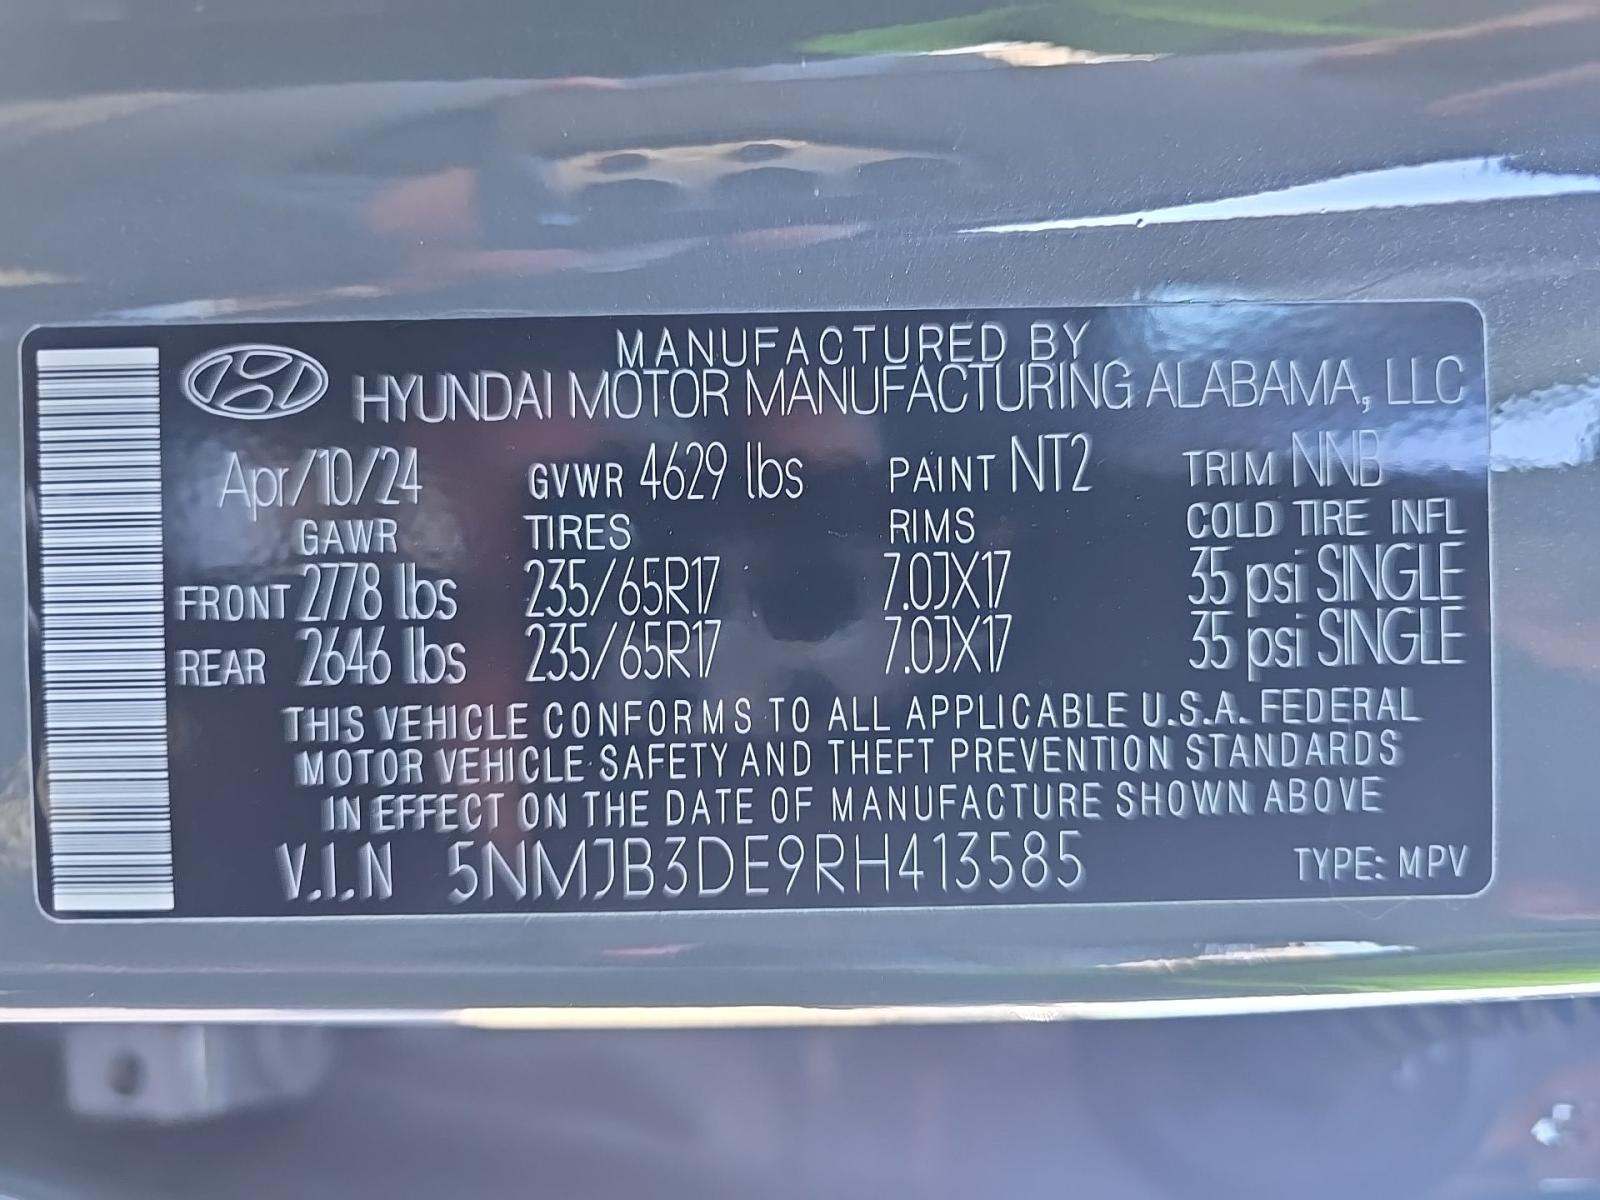 MANUFACTURED BY
HYUNDAI MOTOR MANUFACTURING ALABAMA, LLC
Apr/10/24 GVWR 4629 lbs PAINT NT2 TRIM NNB
GAWR TIRES RIMS COLD TIRE INFL
FRONT 2778 lbs 235/65R17 7.0JX17 35 psi SINGLE
REAR 2646 lbs 235/65R17 7.0JX17 35 psi SINGLE
THIS VEHICLE CONFORMS TO ALL APPLICABLE U.S.A. FEDERAL
MOTOR VEHICLE SAFETY AND THEFT PREVENTION STANDARDS
IN EFFECT ON THE DATE OF MANUFACTURE SHOWN ABOVE
V.I.N 5NMJB3DE9RH413585 TYPE: MPV